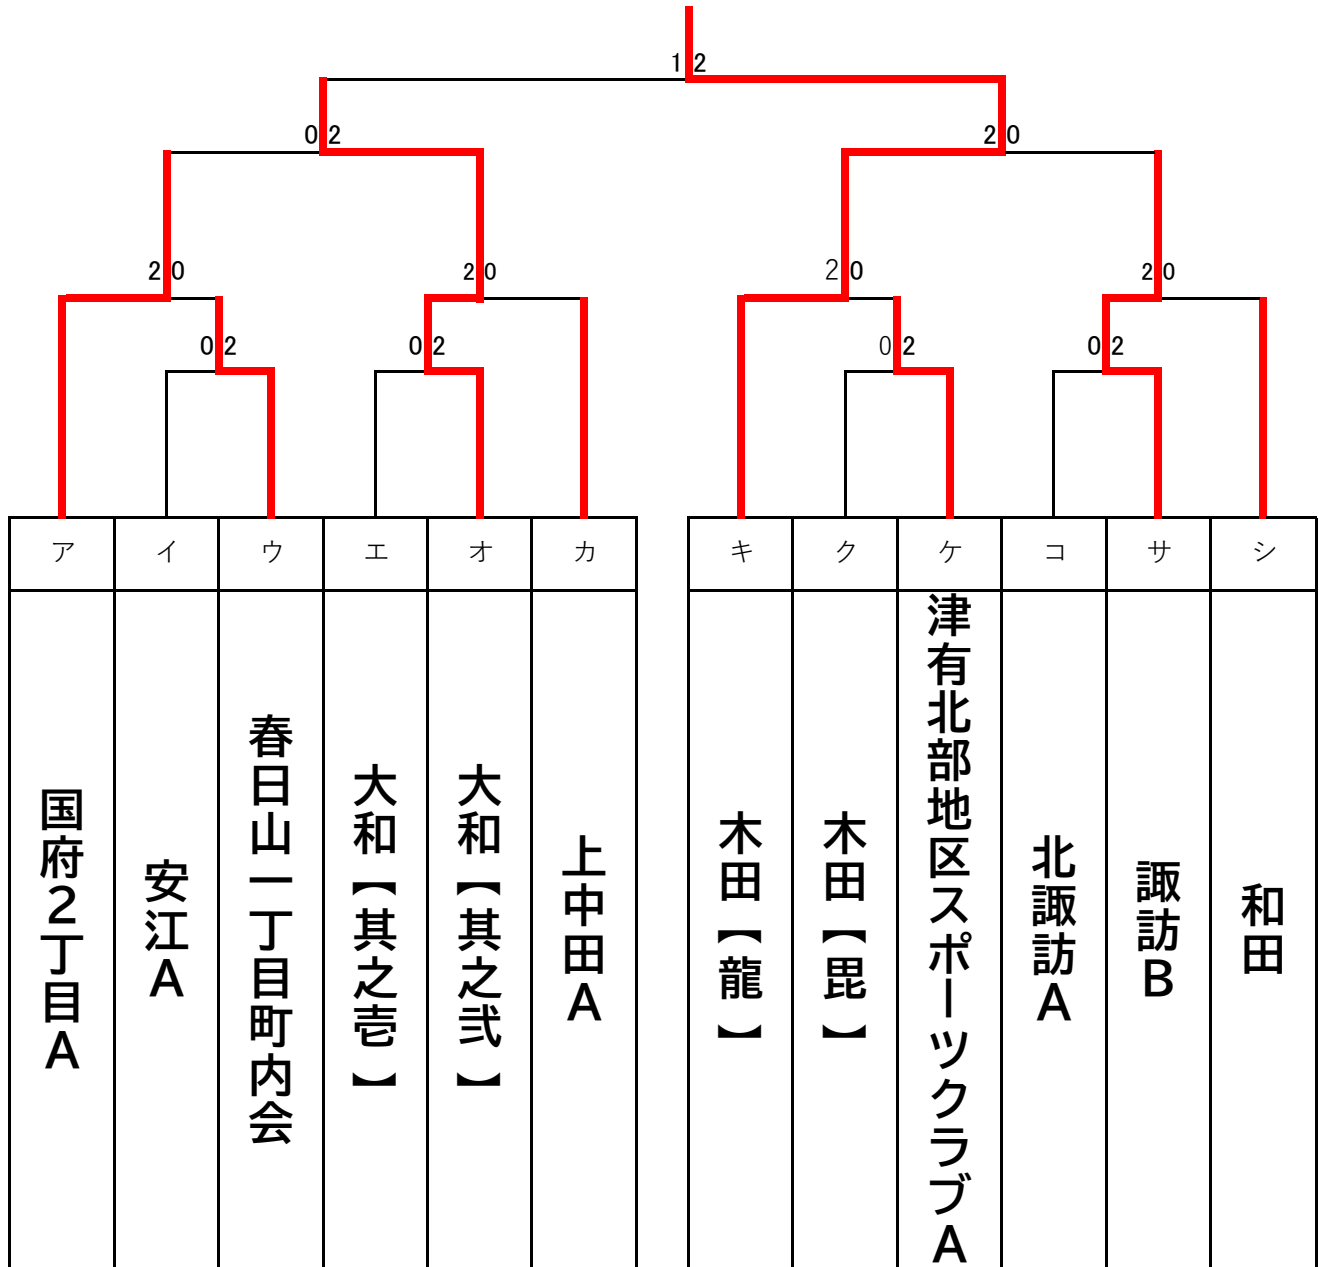 1 2
0 2
2 0
2 0
2 0
2 0
2 0
0 2
0 2
0 2
0 2
ア
イ
ウ
エ
オ
カ
キ
ク
ケ
コ
サ
シ
国府２丁目Ａ
安江Ａ
春日山一丁目町内会
大和【其之壱】
大和【其之弐】
上中田Ａ
木田【龍】
木田【毘】
津有北部地区スポーツクラブＡ
北諏訪Ａ
諏訪Ｂ
和田